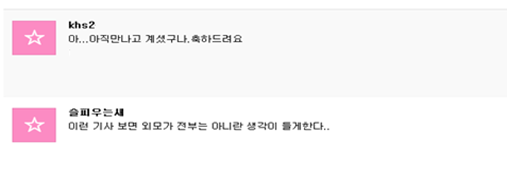 khs2
아...아직만나고 계셨구나.축하드려요
슬피우는새
이런 기사 보면 외모가 전부는 아니란 생각이 들게한다..